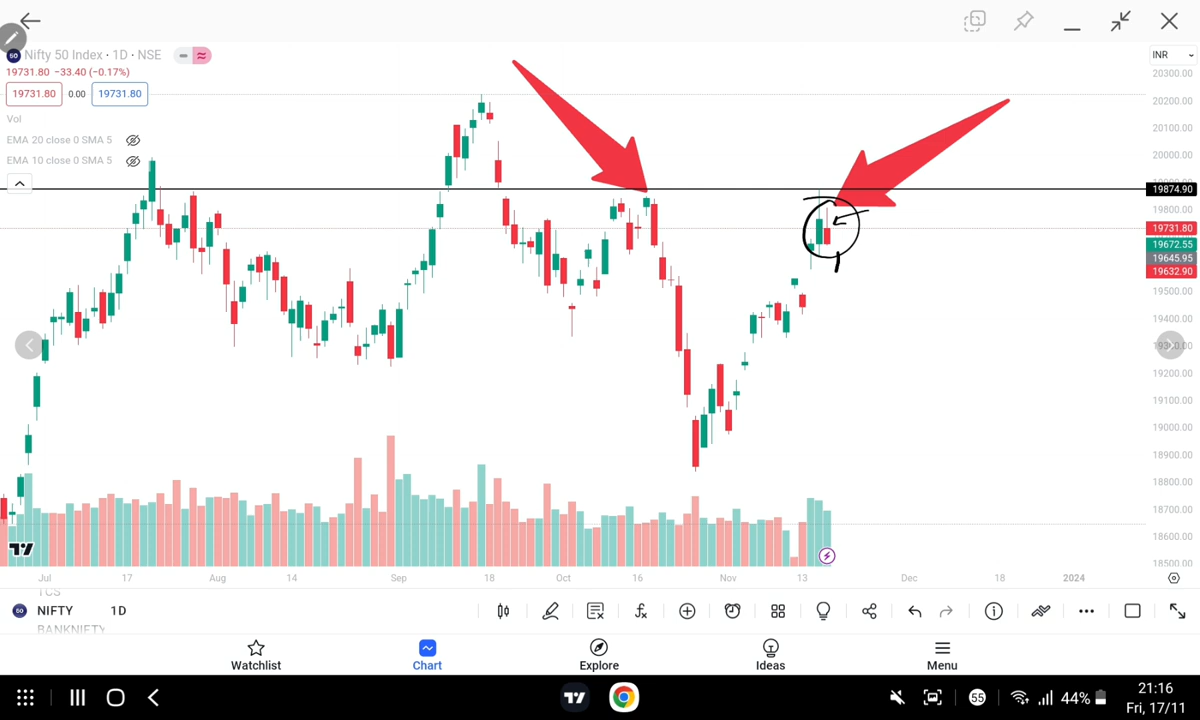 50 Nifty 50 Index · 1D · NSE
19731.80 −33.40 (−0.17%)
19731.80 0.00 19731.80
Vol
EMA 20 close 0 SMA 5
EMA 10 close 0 SMA 5
INR
20300.00
20200.00
20100.00
20000.00
19874.90
19800.00
19731.80
19672.55
19645.95
19632.90
19500.00
19400.00
19200.00
19100.00
19000.00
18900.00
18800.00
18700.00
18600.00
18500.00
Jul 17 Aug 14 Sep 18 Oct 16 Nov 13 Dec 18 2024
TCS
50 NIFTY 1D
BANKNIFTY
Watchlist Chart Explore Ideas Menu
55 44% 21:16
Fri, 17/11